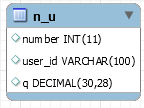 n_u
number INT(11)
user_id VARCHAR(100)
q DECIMAL(30,28)